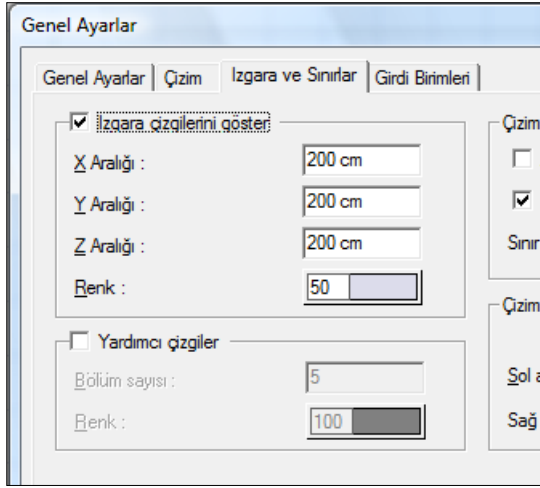 Genel Ayarlar
Genel Ayarlar Çizim Izgara ve Sınırlar Girdi Birimleri
Izgara çizgilerini göster
X Aralığı : 200 cm
Y Aralığı : 200 cm
Z Aralığı : 200 cm
Renk : 50
Yardımcı çizgiler
Bölüm sayısı : 5
Renk : 100
Çizim
Sınır
Çizim
Sol a
Sağ